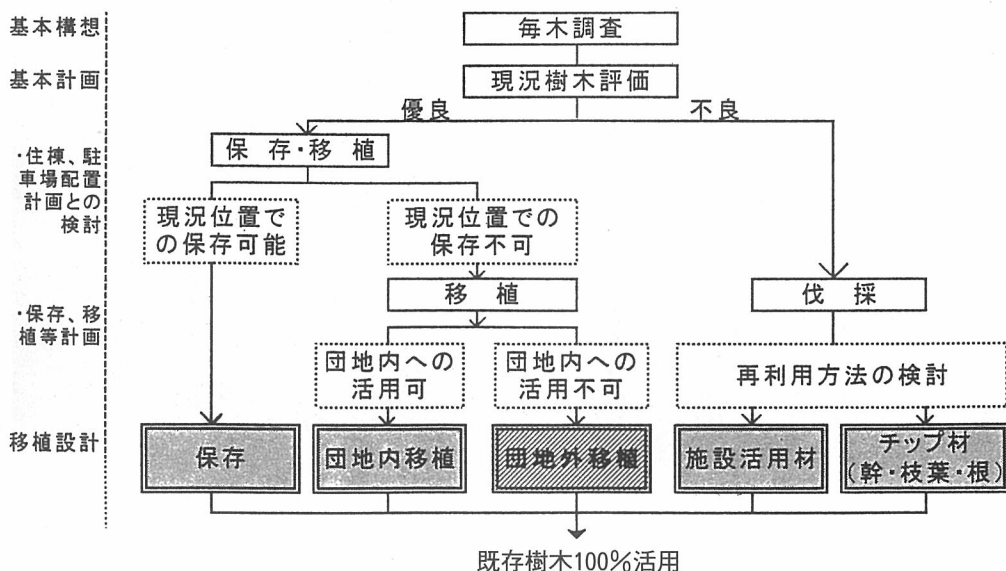 基本構想
毎木調査
基本計画
現況樹木評価
優良
不良
・住棟、駐
車場配置
計画との
検討
保存・移植
現況位置で
の保存可能
現況位置での
保存不可
移植
伐採
・保存、移
植等計画
団地内への
活用可
団地内への
活用不可
再利用方法の検討
移植設計
保存
団地内移植
団地外移植
施設活用材
チップ材
(幹・枝葉・根)
既存樹木100%活用